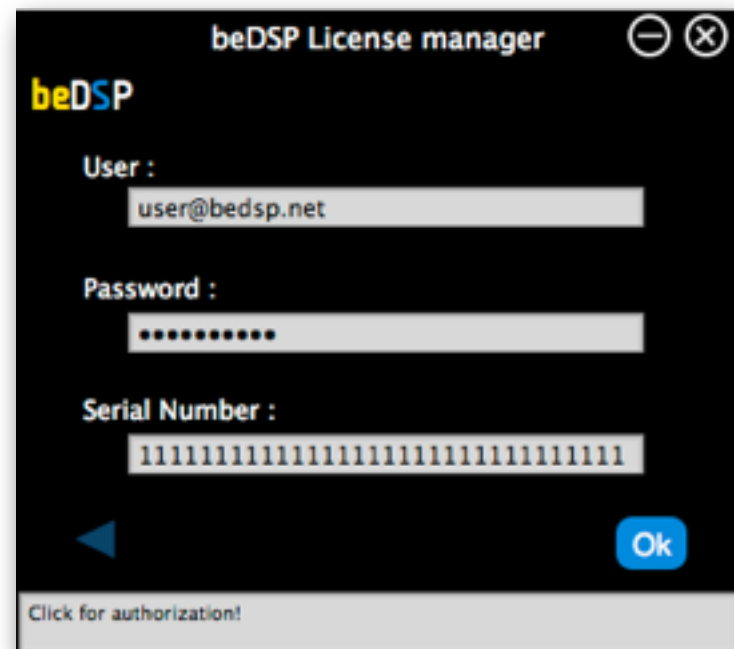 beDSP License manager
beDSP
User :
user@bedsp.net
Password :
••••••••••
Serial Number :
11111111111111111111111111111111
Ok
Click for authorization!